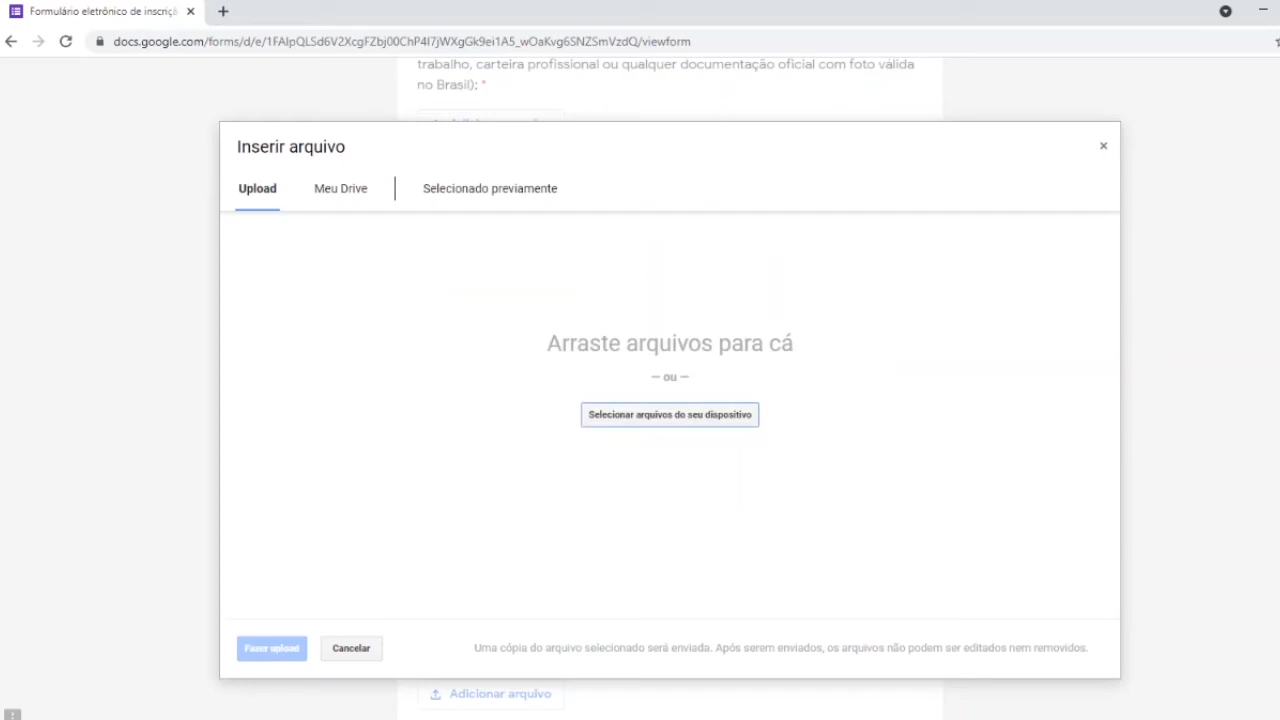 Formulário eletrônico de inscriçã
docs.google.com/forms/d/e/1FAIpQLSd6V2XcgFZbj00ChP4I7jWXgGk9ei1A5_wOaKvg6SNZSmVzdQ/viewform
trabalho, carteira profissional ou qualquer documentação oficial com foto válida
no Brasil); *
Inserir arquivo
Upload Meu Drive Selecionado previamente
Arraste arquivos para cá
— ou —
Selecionar arquivos do seu dispositivo
Fazer upload Cancelar Uma cópia do arquivo selecionado será enviada. Após serem enviados, os arquivos não podem ser editados nem removidos.
Adicionar arquivo